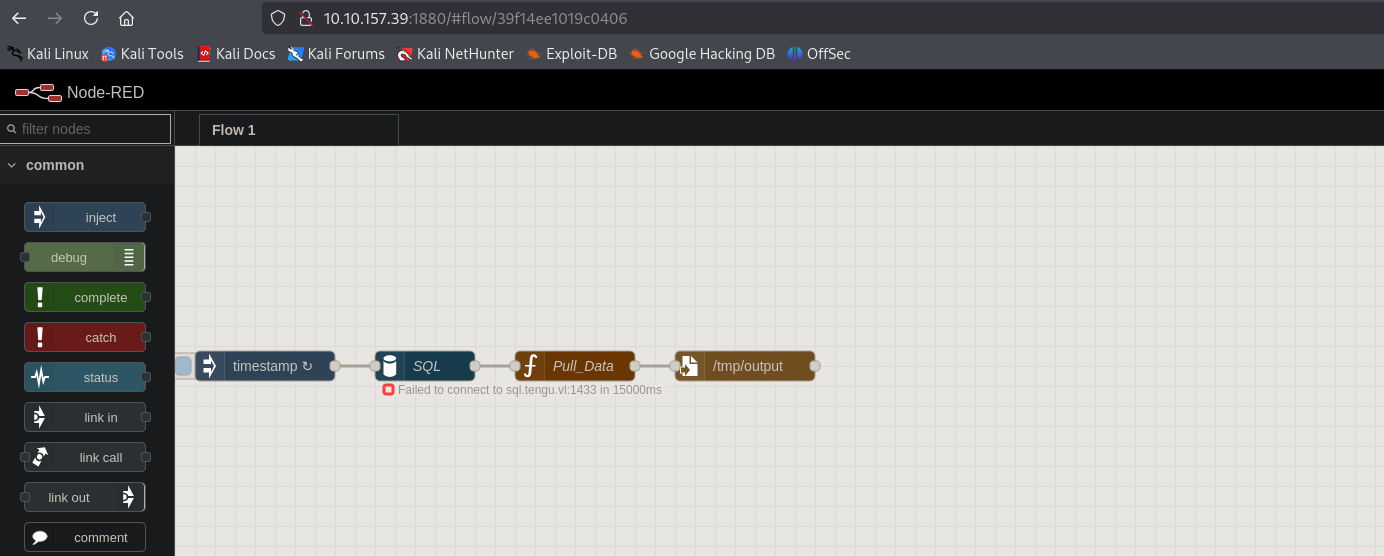 10.10.157.39:1880/#flow/39f14ee1019c0406
Kali Linux Kali Tools Kali Docs Kali Forums Kali NetHunter Exploit-DB Google Hacking DB OffSec
Node-RED
filter nodes
Flow 1
common
inject
debug
complete
catch
timestamp ↻ SQL Pull_Data /tmp/output
status
Failed to connect to sql.tengu.vl:1433 in 15000ms
link in
link call
link out
comment